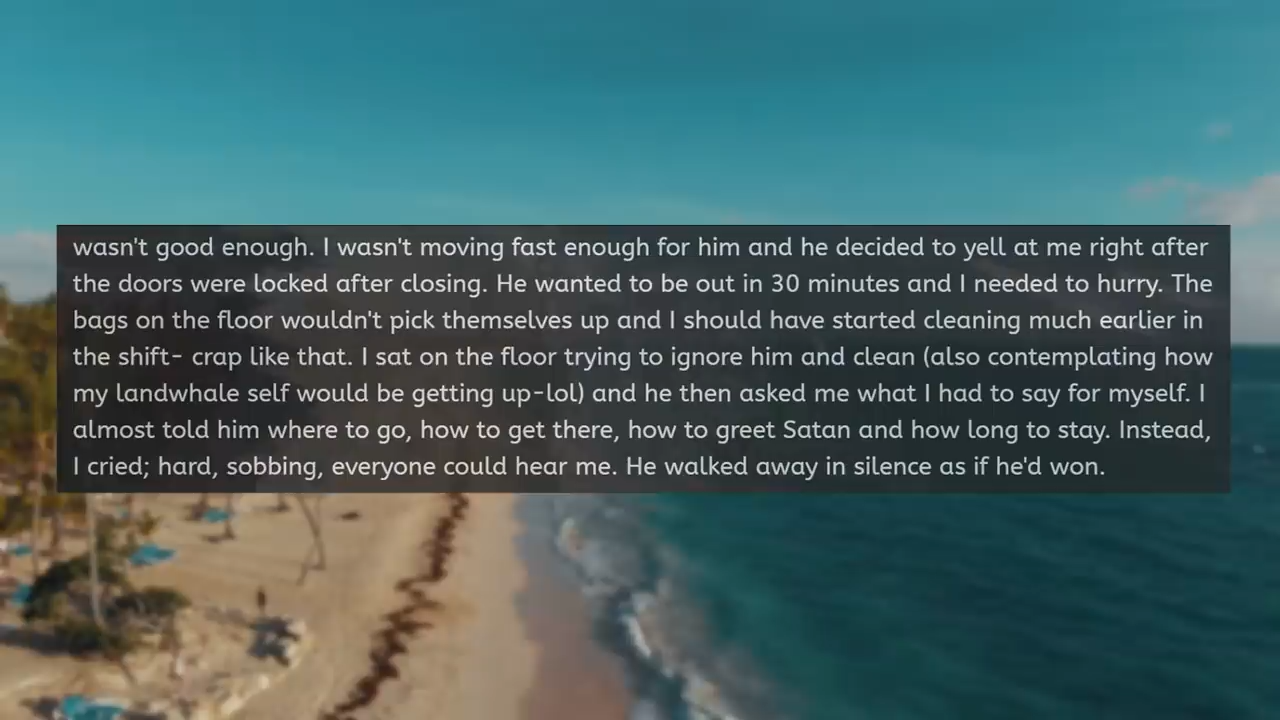 wasn't good enough. I wasn't moving fast enough for him and he decided to yell at me right after
the doors were locked after closing. He wanted to be out in 30 minutes and I needed to hurry. The
bags on the floor wouldn't pick themselves up and I should have started cleaning much earlier in
the shift- crap like that. I sat on the floor trying to ignore him and clean (also contemplating how
my landwhale self would be getting up-lol) and he then asked me what I had to say for myself. I
almost told him where to go, how to get there, how to greet Satan and how long to stay. Instead,
I cried; hard, sobbing, everyone could hear me. He walked away in silence as if he'd won.